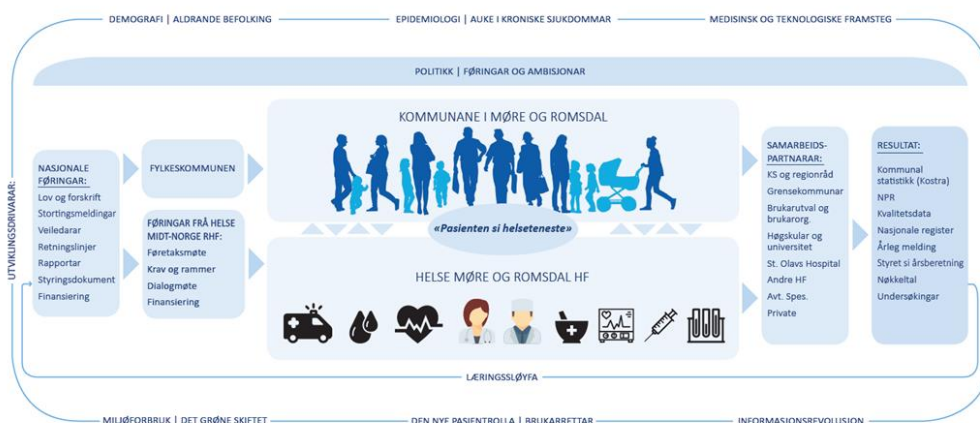 DEMOGRAFI | ALDRANDE BEFOLKING
EPIDEMIOLOGI | AUKE I KRONISKE SJUKDOMMAR
MEDISINSK OG TEKNOLOGISKE FRAMSTEG
POLITIKK | FØRINGAR OG AMBISJONAR
UTVIKLINGSDRIVARAR:
NASJONALE
FØRINGAR:
Lov og forskrift
Stortingsmeldingar
Veiledarar
Retningslinjer
Rapportar
Styringsdokument
Finansiering
FYLKESKOMMUNEN
FØRINGAR FRÅ HELSE
MIDT-NORGE RHF:
Føretaksmøte
Krav og rammer
Dialogmøte
Finansiering
KOMMUNANE I MØRE OG ROMSDAL
«Pasienten si helseteneste»
HELSE MØRE OG ROMSDAL HF
SAMARBEIDS-
PARTNARAR:
KS og regionråd
Grensekommunar
Brukarutval og
brukarorg.
Høgskular og
universitet
St. Olavs Hospital
Andre HF
Avt. Spes.
Private
RESULTAT:
Kommunal
statistikk (Kostra)
NPR
Kvalitetsdata
Nasjonale register
Årleg melding
Styret si årsberetning
Nøkkeltal
Undersøkingar
LÆRINGSSLØYFA
MILJØFORBRUK | DET GRØNE SKIFTET
DEN NYE PASIENTROLLA | BRUKARRETTAR
INFORMASJONSREVOLUSION